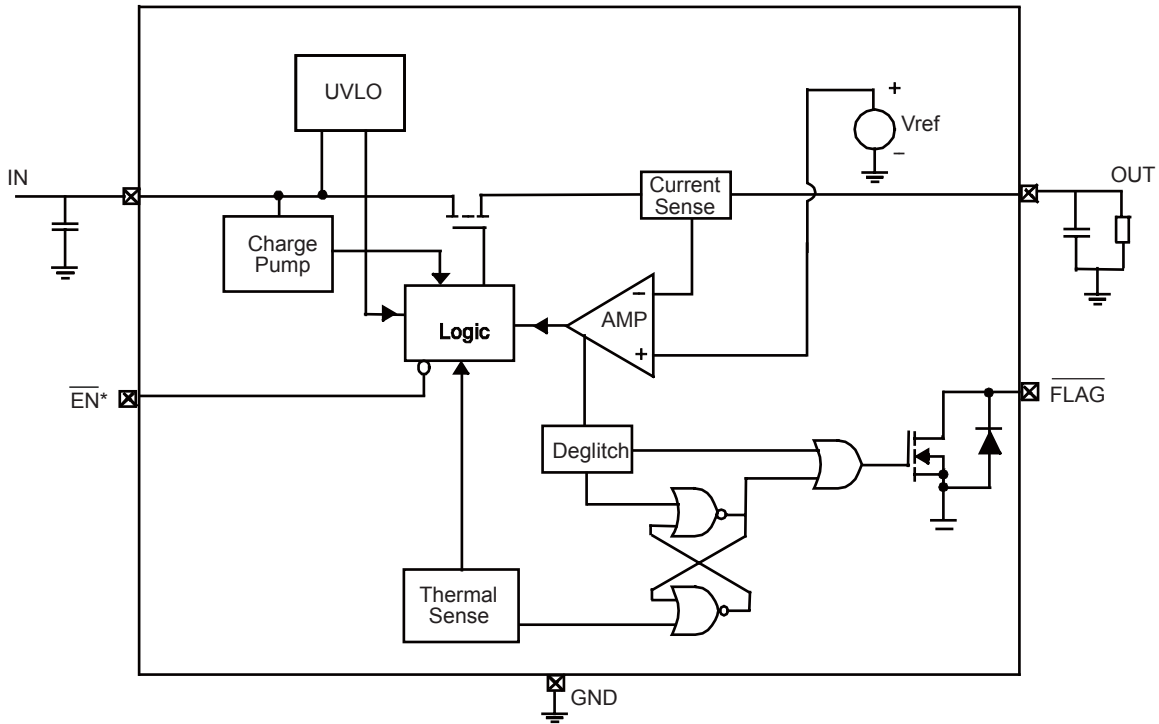 UVLO
+
Vref
–
IN
OUT
Current
Sense
Charge
Pump
–
AMP
+
Logic
EN*
FLAG
Deglitch
Thermal
Sense
GND